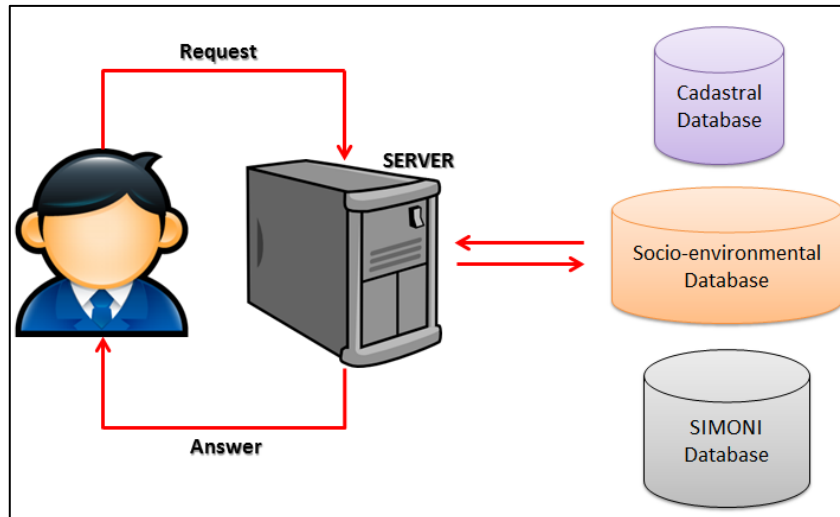 Request
SERVER
Answer
Cadastral
Database
Socio-environmental
Database
SIMONI
Database